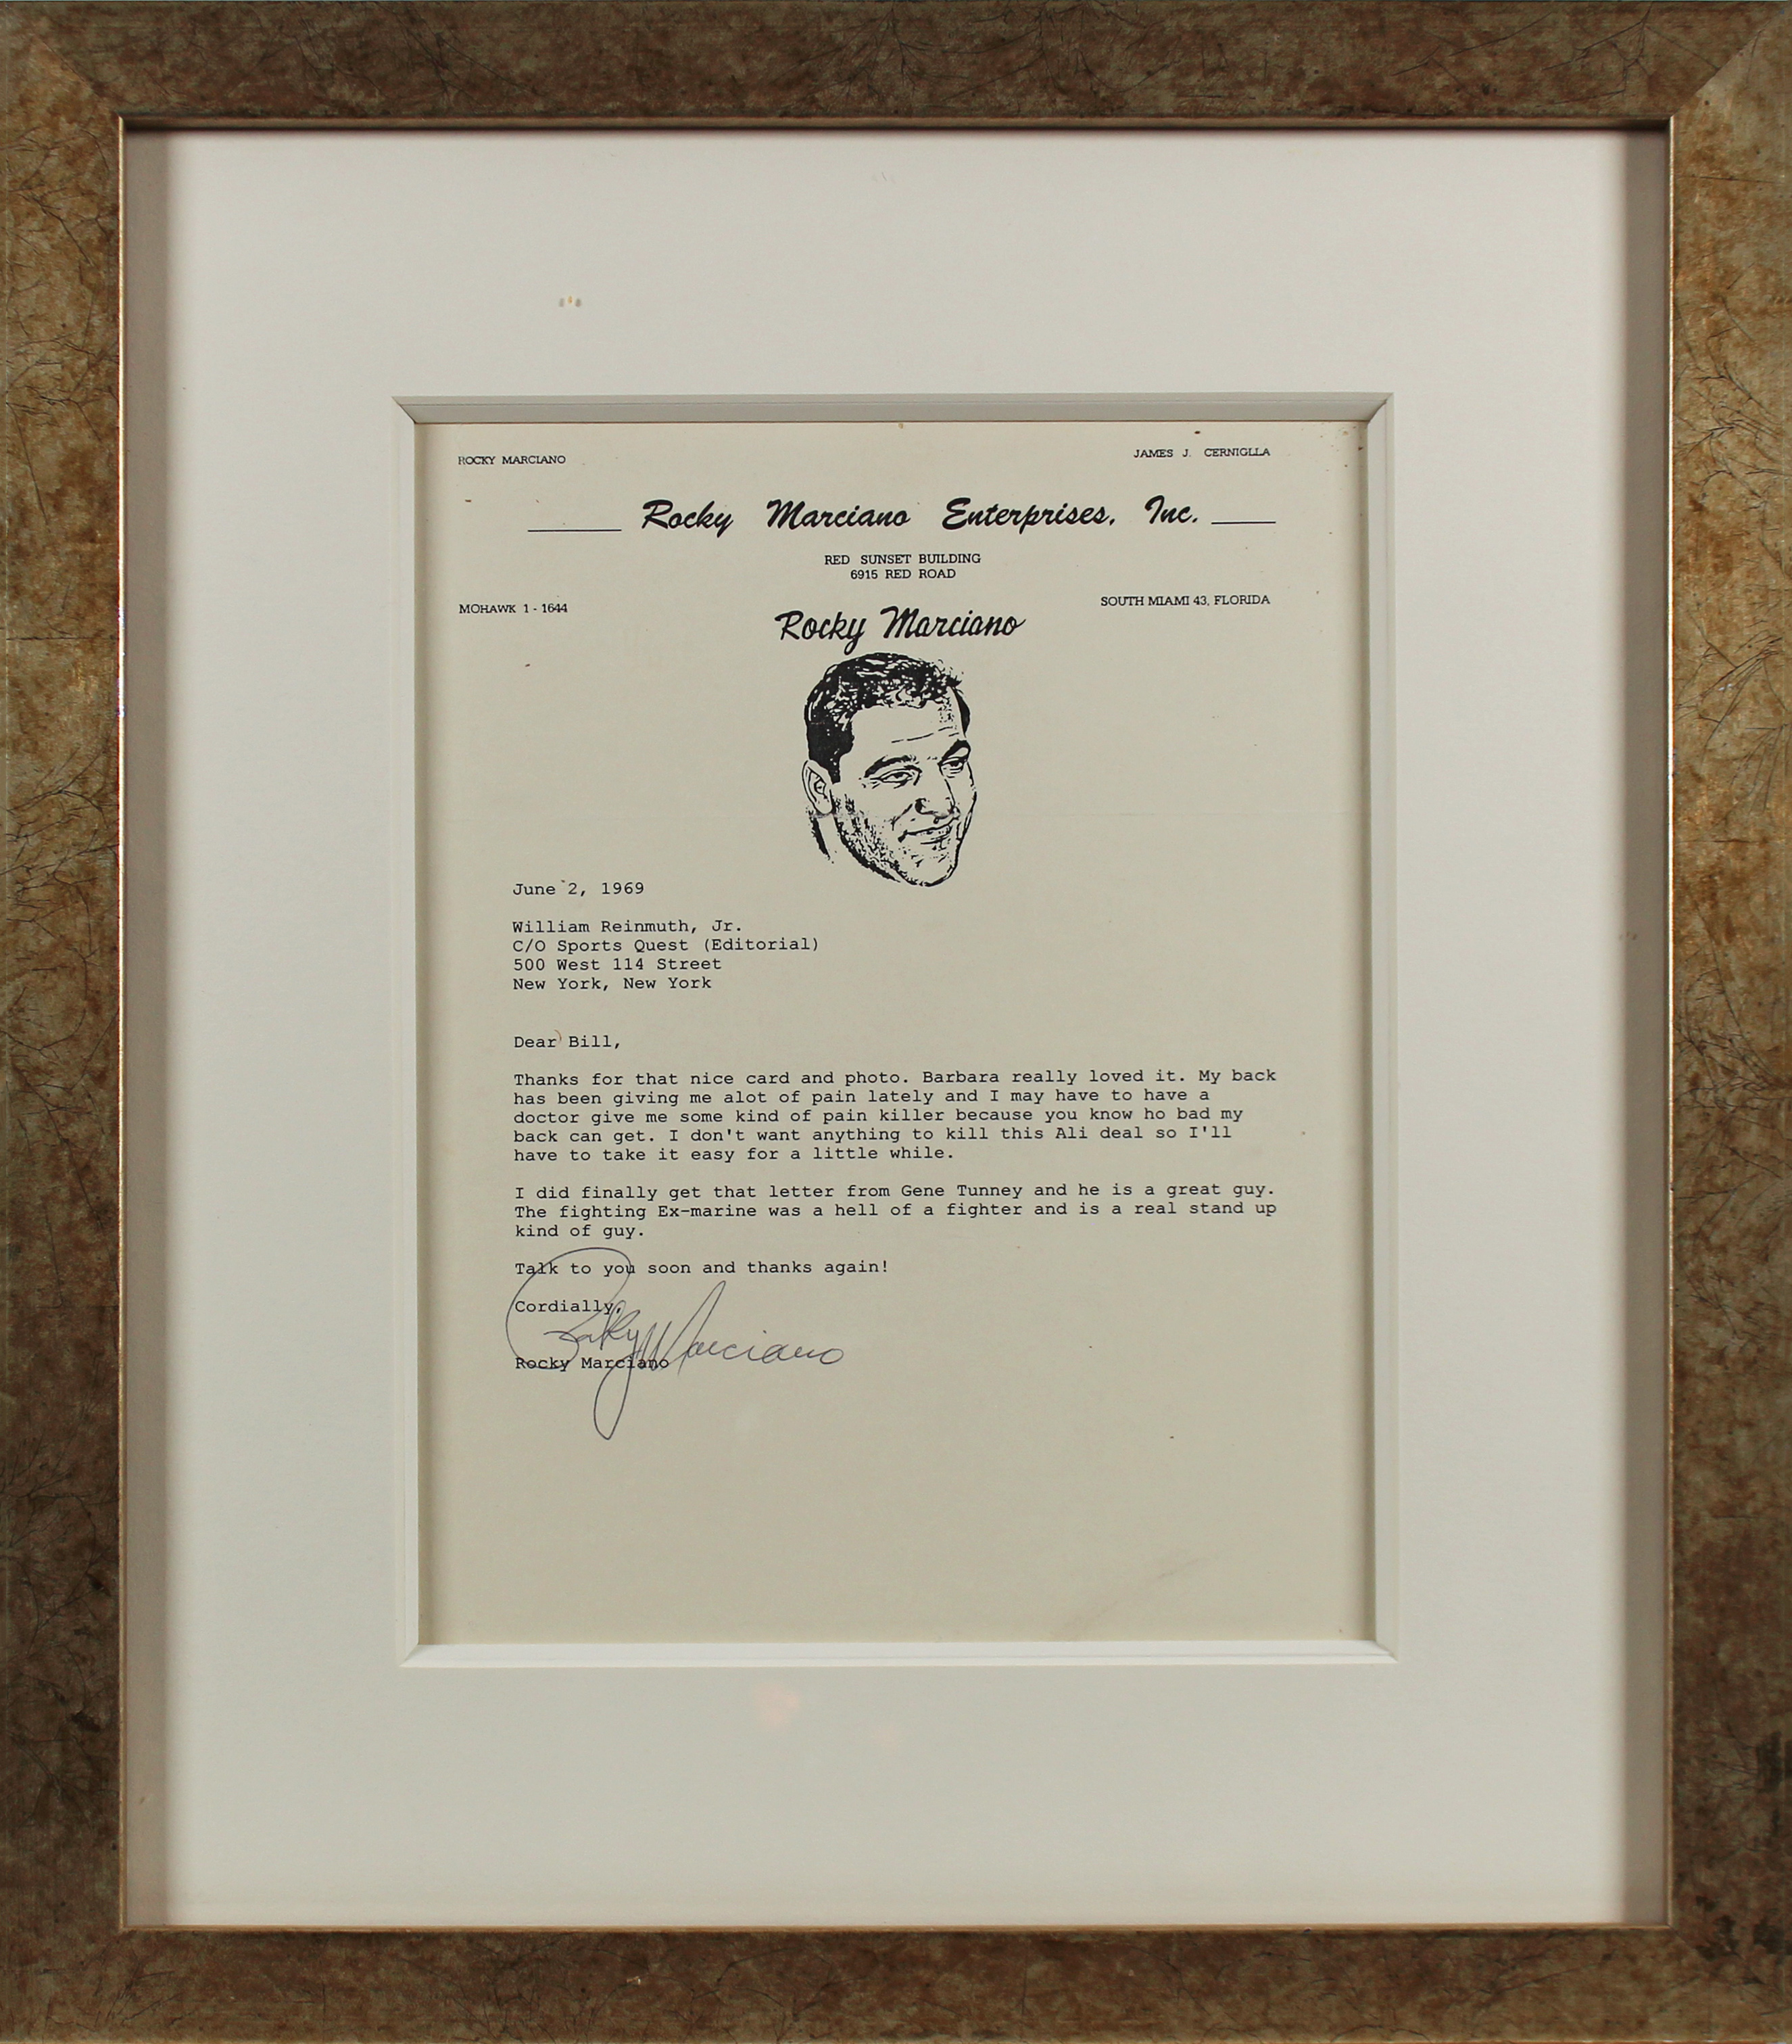 ROCKY MARCIANO
JAMES J. CERNIGLLA
Rocky Marciano Enterprises, Inc.
RED SUNSET BUILDING
6915 RED ROAD
MOHAWK 1 - 1644
SOUTH MIAMI 43, FLORIDA
Rocky Marciano
June 2, 1969
William Reinmuth, Jr.
C/O Sports Quest (Editorial)
500 West 114 Street
New York, New York
Dear Bill,
Thanks for that nice card and photo. Barbara really loved it. My back
has been giving me alot of pain lately and I may have to have a
doctor give me some kind of pain killer because you know ho bad my
back can get. I don't want anything to kill this Ali deal so I'll
have to take it easy for a little while.
I did finally get that letter from Gene Tunney and he is a great guy.
The fighting Ex-marine was a hell of a fighter and is a real stand up
kind of guy.
Talk to you soon and thanks again!
Cordially,
Rocky Marciano
Rocky Marciano